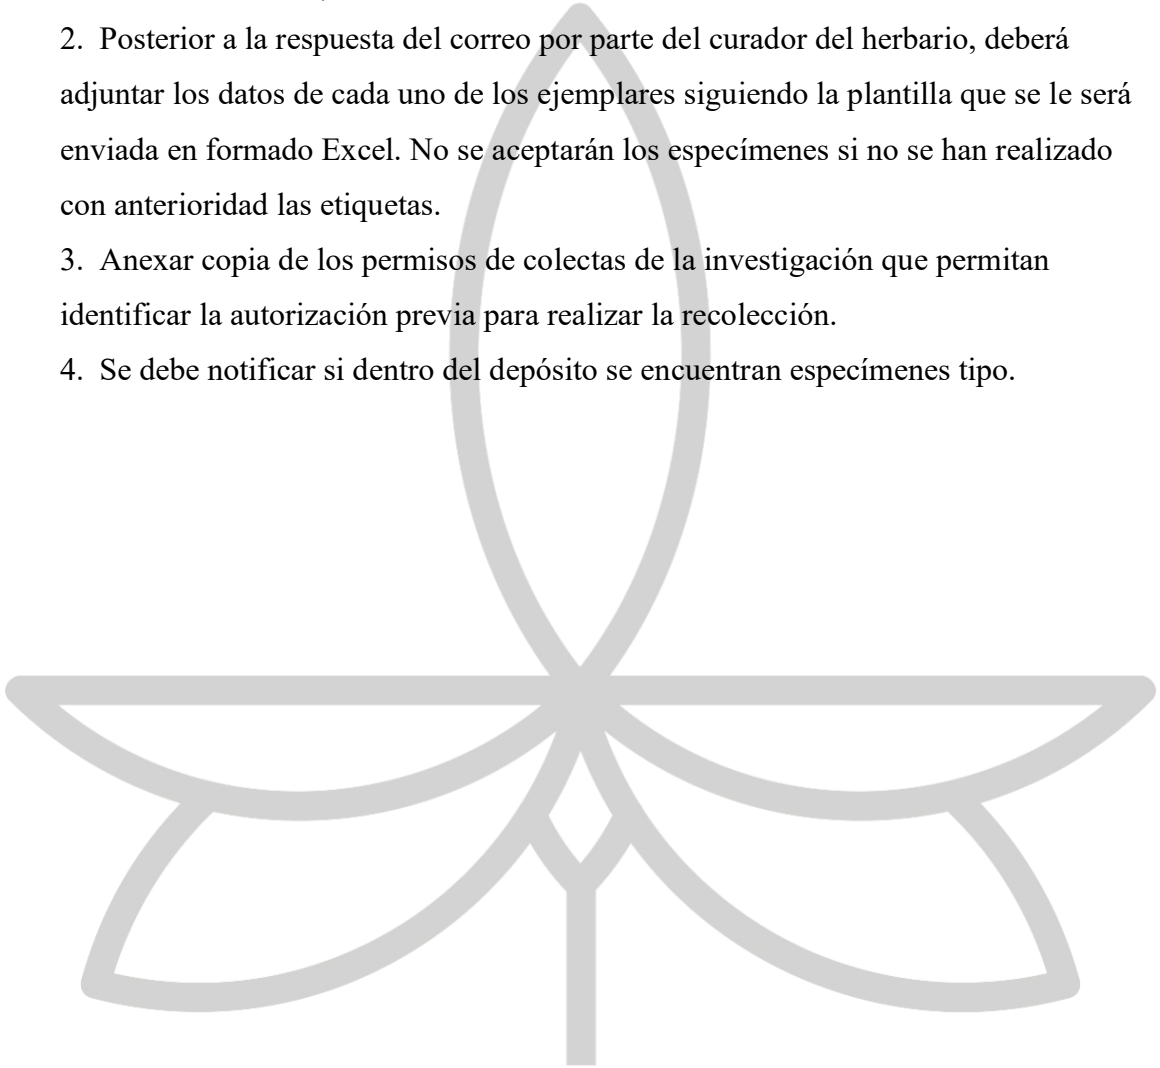 2. Posterior a la respuesta del correo por parte del curador del herbario, deberá
adjuntar los datos de cada uno de los ejemplares siguiendo la plantilla que se le será
enviada en formado Excel. No se aceptarán los especímenes si no se han realizado
con anterioridad las etiquetas.
3. Anexar copia de los permisos de colectas de la investigación que permitan
identificar la autorización previa para realizar la recolección.
4. Se debe notificar si dentro del depósito se encuentran especímenes tipo.